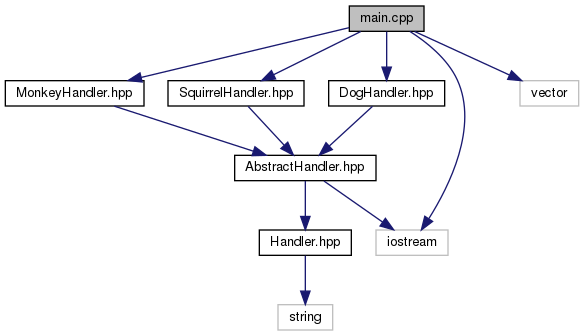 main.cpp
MonkeyHandler.hpp
SquirrelHandler.hpp
DogHandler.hpp
vector
AbstractHandler.hpp
Handler.hpp
iostream
string